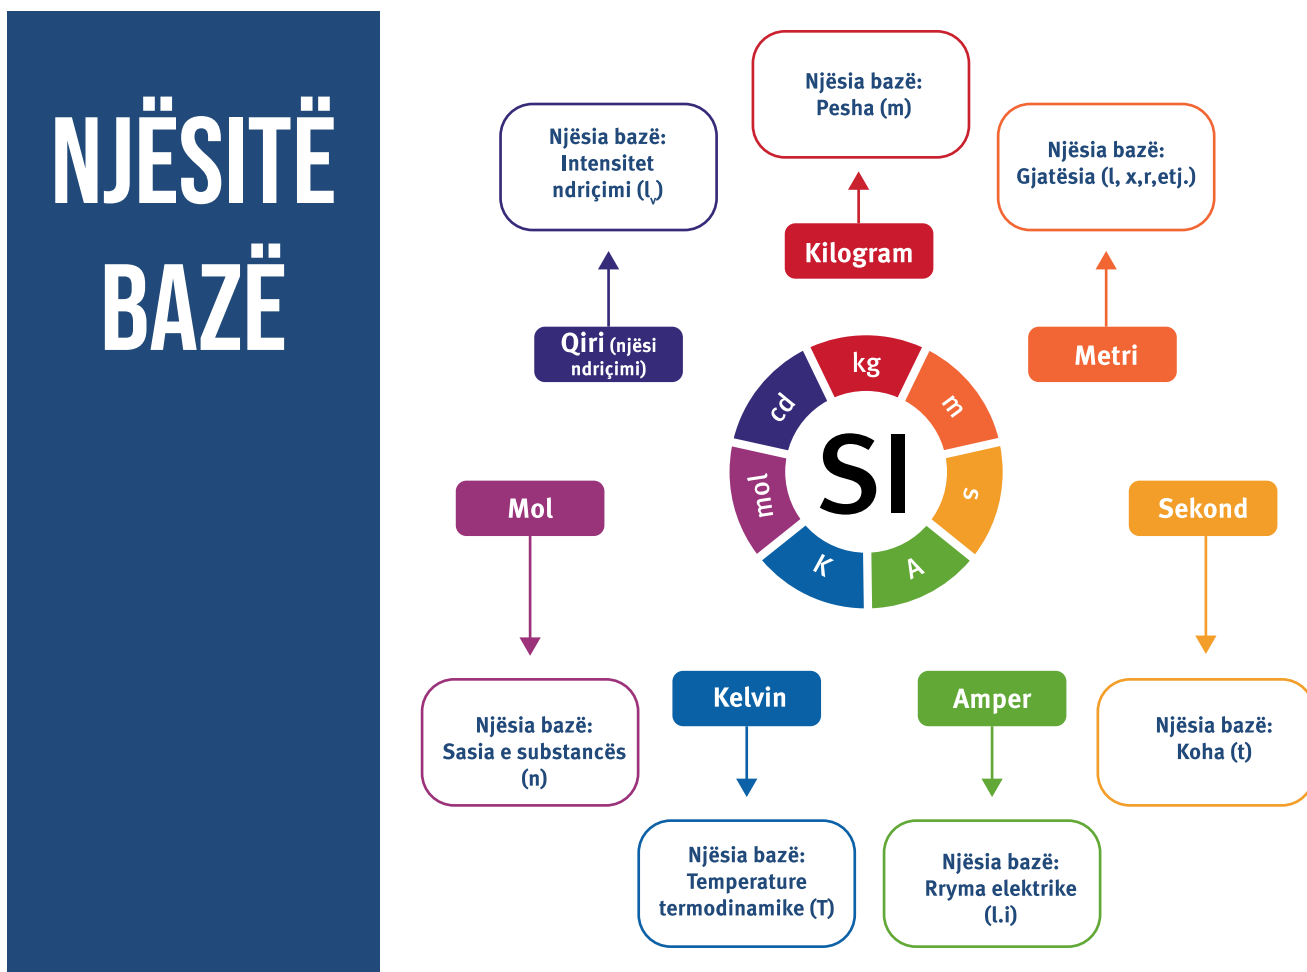 NJËSITË
BAZË
Njësia bazë:
Pesha (m)
Njësia bazë:
Intensitet
ndriçimi (lᵥ)
Njësia bazë:
Gjatësia (l, x,r,etj.)
Kilogram
Qiri (njësi
ndriçimi)
Metri
kg
cd
m
SI
mol
s
K
A
Mol
Sekond
Kelvin
Amper
Njësia bazë:
Sasia e substancës
(n)
Njësia bazë:
Koha (t)
Njësia bazë:
Temperature
termodinamike (T)
Njësia bazë:
Rryma elektrike
(l.i)